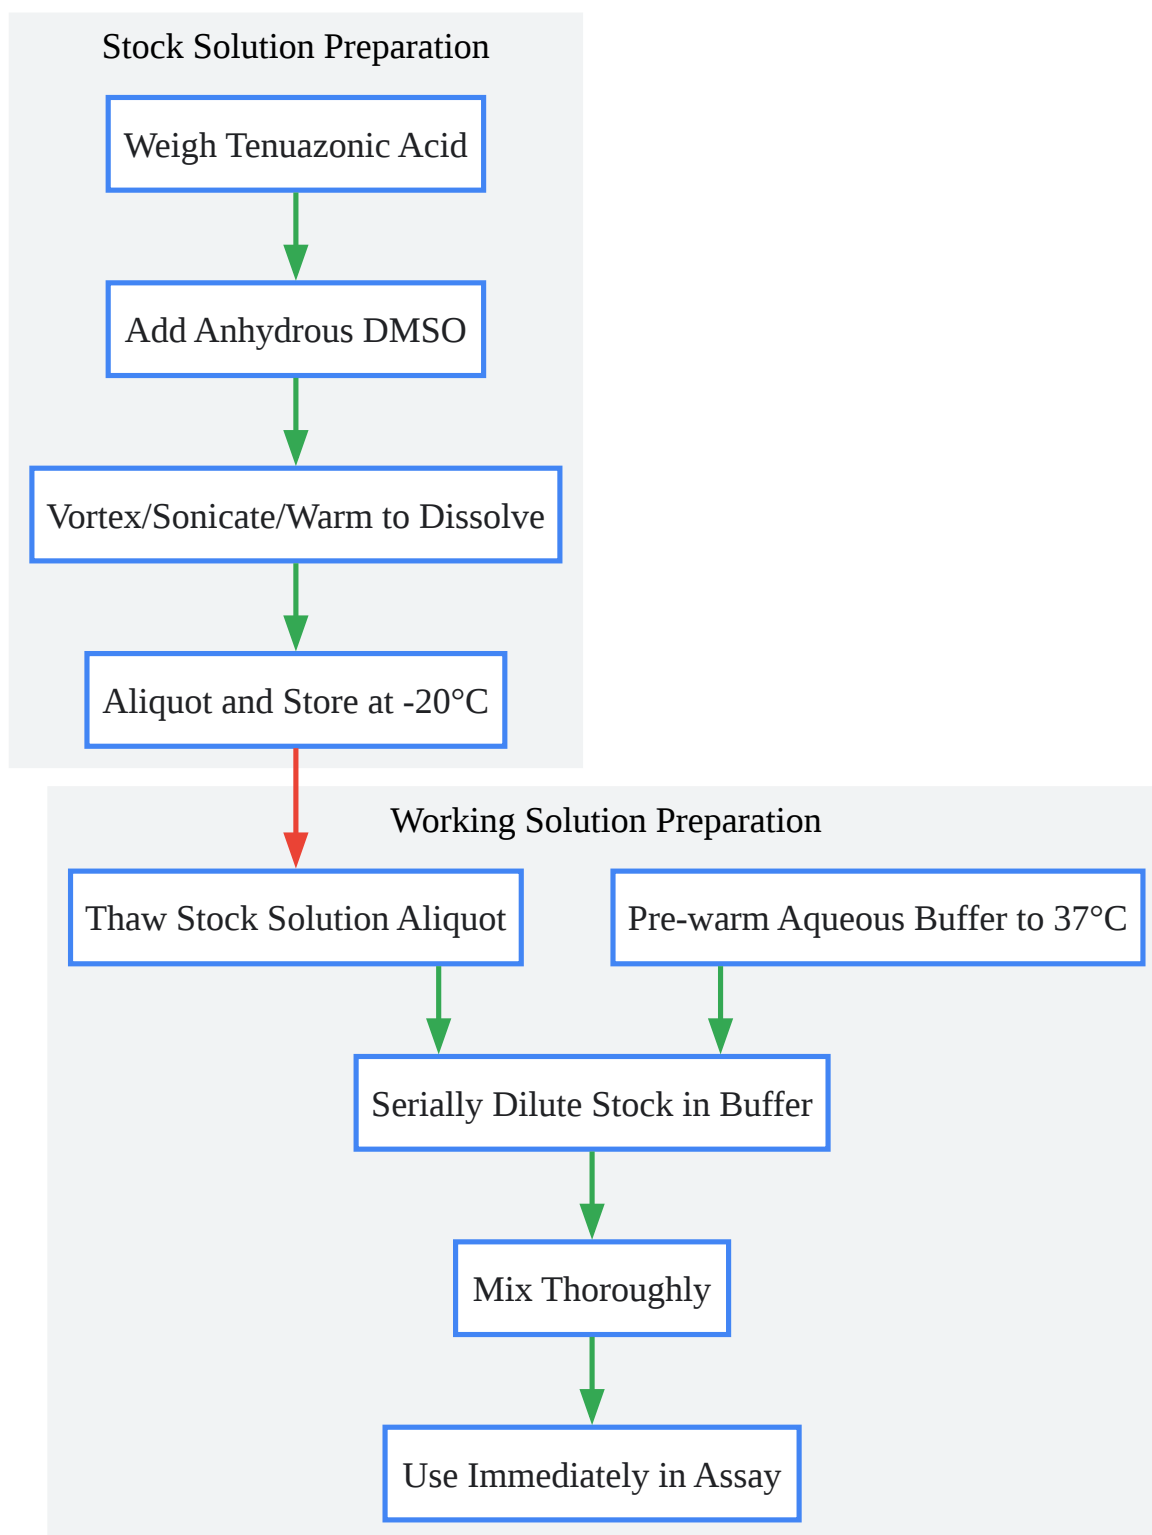 Stock Solution Preparation
Weigh Tenuazonic Acid
Add Anhydrous DMSO
Vortex/Sonicate/Warm to Dissolve
Aliquot and Store at -20°C
Working Solution Preparation
Thaw Stock Solution Aliquot
Pre-warm Aqueous Buffer to 37°C
Serially Dilute Stock in Buffer
Mix Thoroughly
Use Immediately in Assay